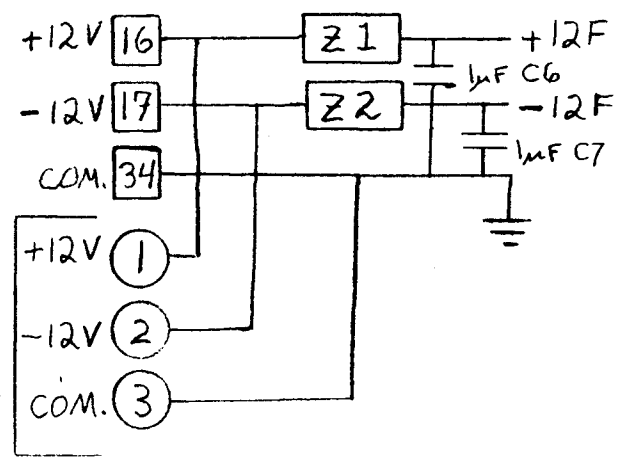 +12V 16 Z1 +12F
1µF C6
-12V 17 Z2 -12F
1µF C7
COM. 34
+12V 1
-12V 2
COM. 3